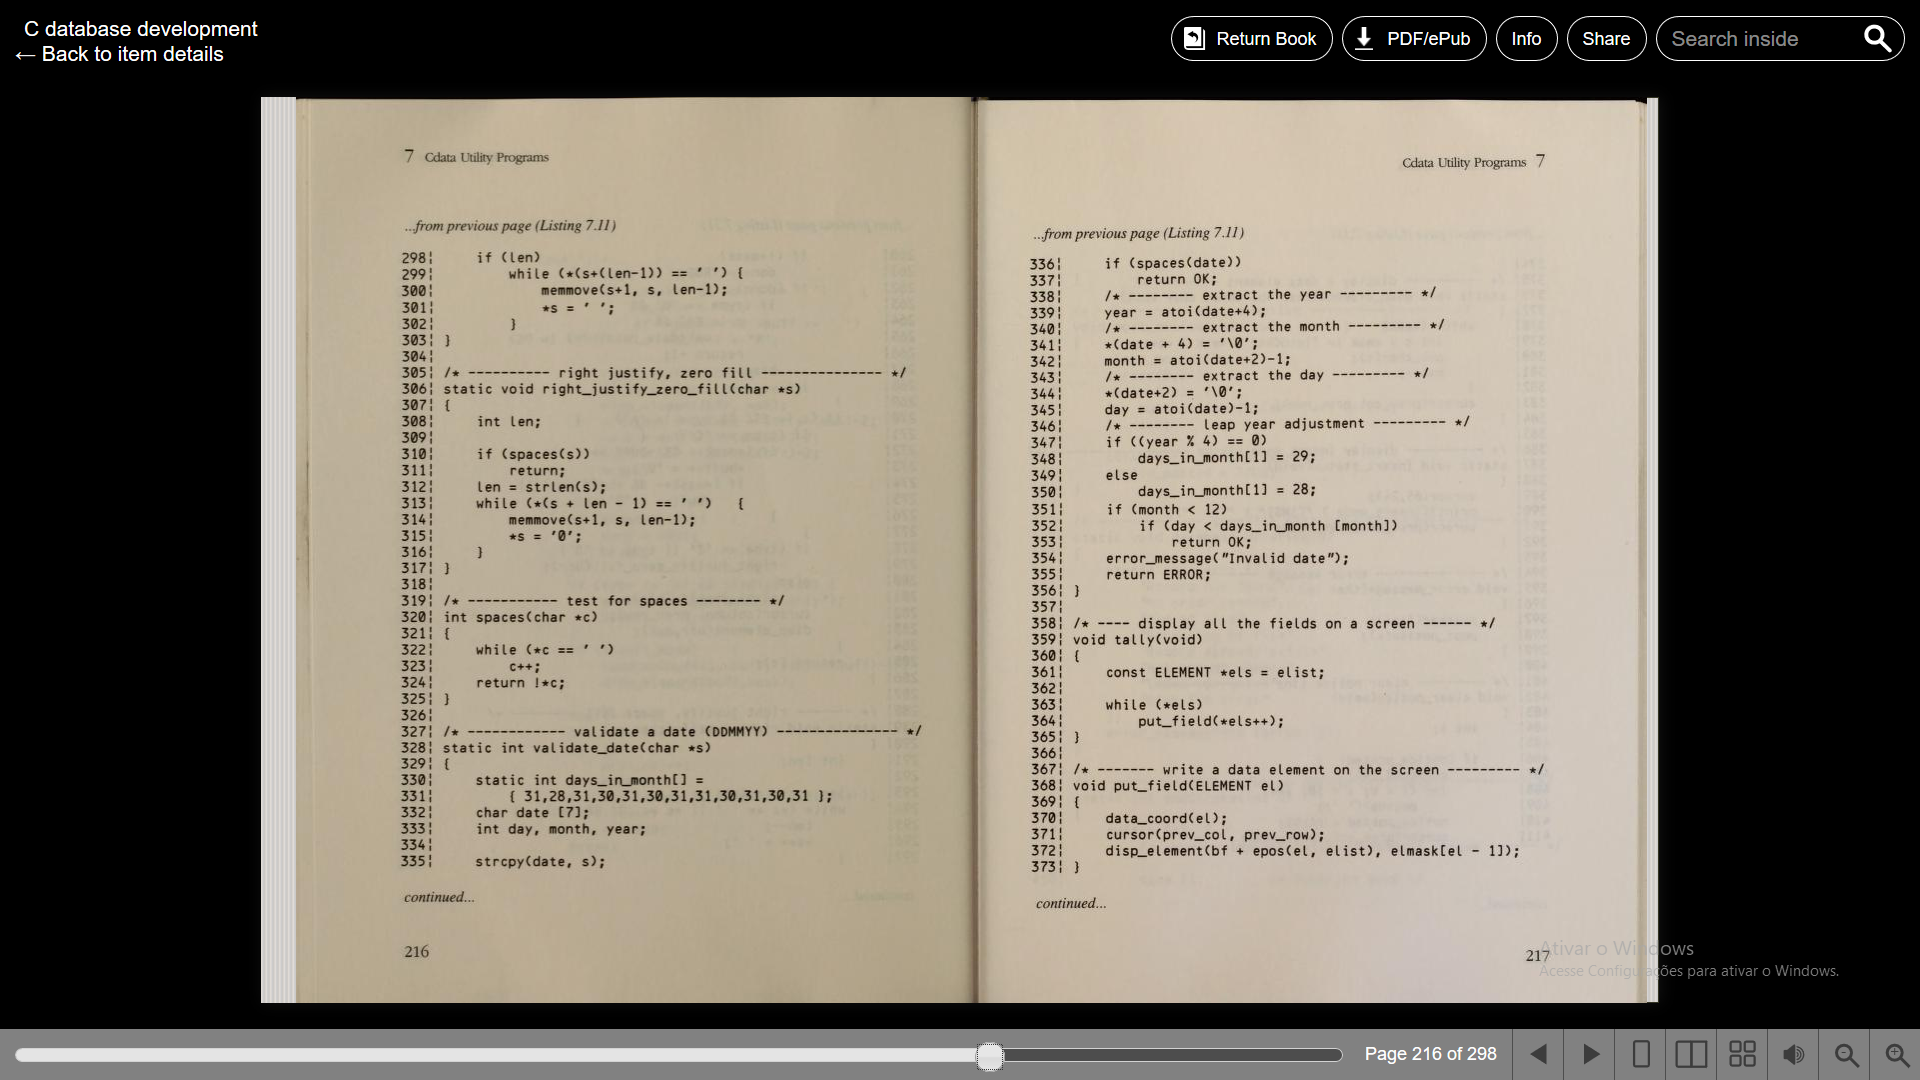 C database development
← Back to item details
Return Book
PDF/ePub
Info
Share
Search inside
7 Cdata Utility Programs
...from previous page (Listing 7.11)
298¦     if (len)
299¦         while (*(s+(len-1)) == ' ') {
300¦             memmove(s+1, s, len-1);
301¦             *s = ' ';
302¦         }
303¦ }
304¦
305¦ /* ---------- right justify, zero fill --------------- */
306¦ static void right_justify_zero_fill(char *s)
307¦ {
308¦     int len;
309¦
310¦     if (spaces(s))
311¦         return;
312¦     len = strlen(s);
313¦     while (*(s + len - 1) == ' ')   {
314¦         memmove(s+1, s, len-1);
315¦         *s = '0';
316¦     }
317¦ }
318¦
319¦ /* ----------- test for spaces -------- */
320¦ int spaces(char *c)
321¦ {
322¦     while (*c == ' ')
323¦         c++;
324¦     return !*c;
325¦ }
326¦
327¦ /* ------------ validate a date (DDMMYY) --------------- */
328¦ static int validate_date(char *s)
329¦ {
330¦     static int days_in_month[] =
331¦         { 31,28,31,30,31,30,31,31,30,31,30,31 };
332¦     char date [7];
333¦     int day, month, year;
334¦
335¦     strcpy(date, s);
continued...
216
Cdata Utility Programs 7
...from previous page (Listing 7.11)
336¦     if (spaces(date))
337¦         return OK;
338¦     /* -------- extract the year --------- */
339¦     year = atoi(date+4);
340¦     /* -------- extract the month --------- */
341¦     *(date + 4) = '\0';
342¦     month = atoi(date+2)-1;
343¦     /* -------- extract the day --------- */
344¦     *(date+2) = '\0';
345¦     day = atoi(date)-1;
346¦     /* -------- leap year adjustment --------- */
347¦     if ((year % 4) == 0)
348¦         days_in_month[1] = 29;
349¦     else
350¦         days_in_month[1] = 28;
351¦     if (month < 12)
352¦         if (day < days_in_month [month])
353¦             return OK;
354¦     error_message("Invalid date");
355¦     return ERROR;
356¦ }
357¦
358¦ /* ---- display all the fields on a screen ------ */
359¦ void tally(void)
360¦ {
361¦     const ELEMENT *els = elist;
362¦
363¦     while (*els)
364¦         put_field(*els++);
365¦ }
366¦
367¦ /* ------- write a data element on the screen --------- */
368¦ void put_field(ELEMENT el)
369¦ {
370¦     data_coord(el);
371¦     cursor(prev_col, prev_row);
372¦     disp_element(bf + epos(el, elist), elmask[el - 1]);
373¦ }
continued...
217
Ativar o Windows
Acesse Configurações para ativar o Windows.
Page 216 of 298